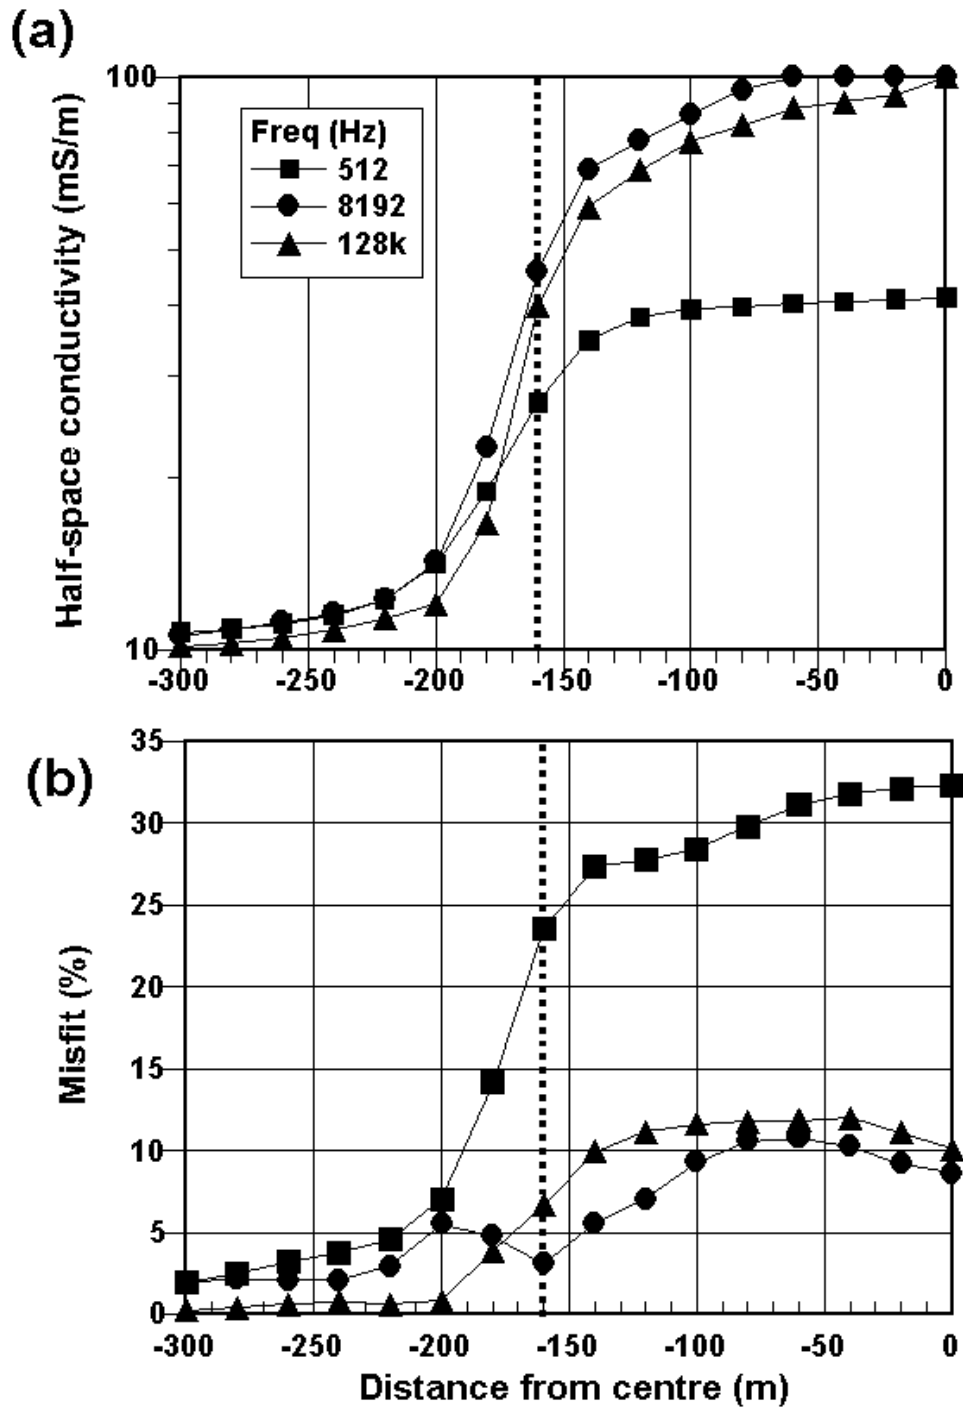 (a)
Half-space conductivity (mS/m)
100
10
Freq (Hz)
512
8192
128k
-300 -250 -200 -150 -100 -50 0
(b)
Misfit (%)
35
30
25
20
15
10
5
0
-300 -250 -200 -150 -100 -50 0
Distance from centre (m)